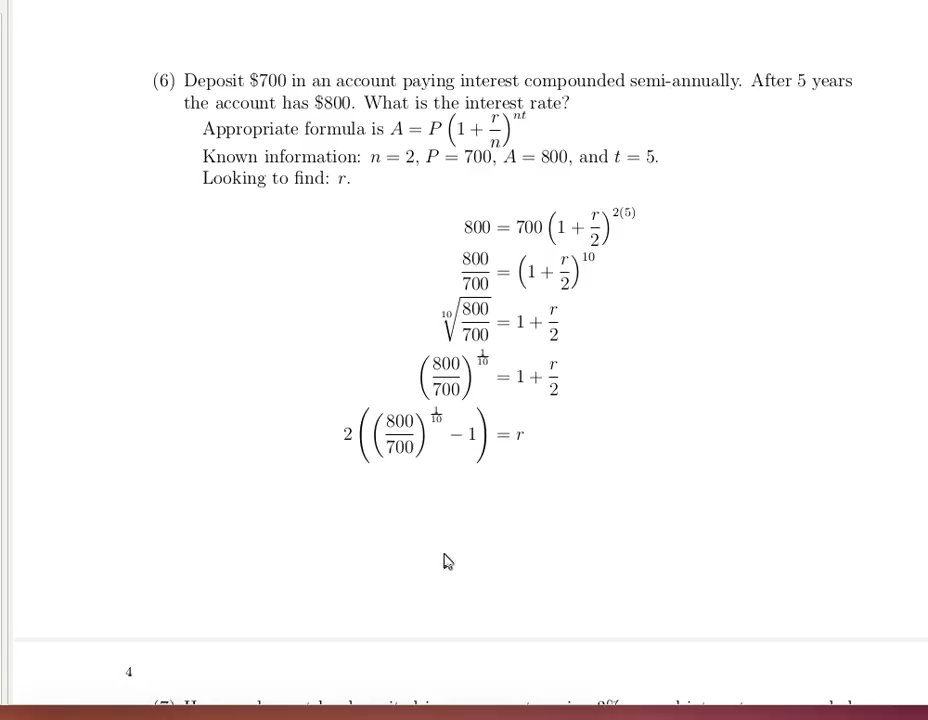 (6) Deposit $700 in an account paying interest compounded semi-annually. After 5 years
the account has $800. What is the interest rate?
Appropriate formula is A = P (1 + r/n)^{nt}
Known information: n = 2, P = 700, A = 800, and t = 5.
Looking to find: r.
800 = 700 (1 + r/2)^{2(5)}
800/700 = (1 + r/2)^{10}
\sqrt[10]{800/700} = 1 + r/2
(800/700)^{1/10} = 1 + r/2
2 ((800/700)^{1/10} − 1) = r
4